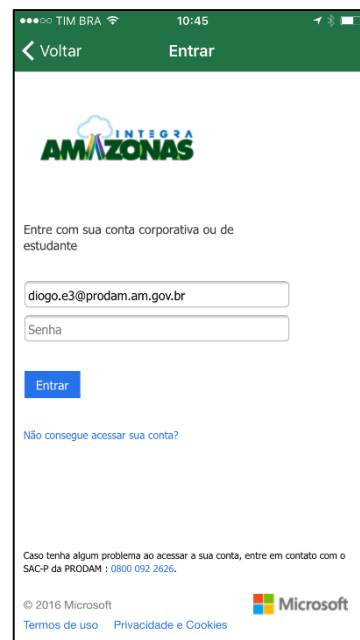 TIM BRA 10:45
Voltar Entrar
INTEGRA
AMAZONAS
Entre com sua conta corporativa ou de
estudante
diogo.e3@prodam.am.gov.br
Senha
Entrar
Não consegue acessar sua conta?
Caso tenha algum problema ao acessar a sua conta, entre em contato com o
SAC-P da PRODAM : 0800 092 2626.
© 2016 Microsoft Microsoft
Termos de uso Privacidade e Cookies